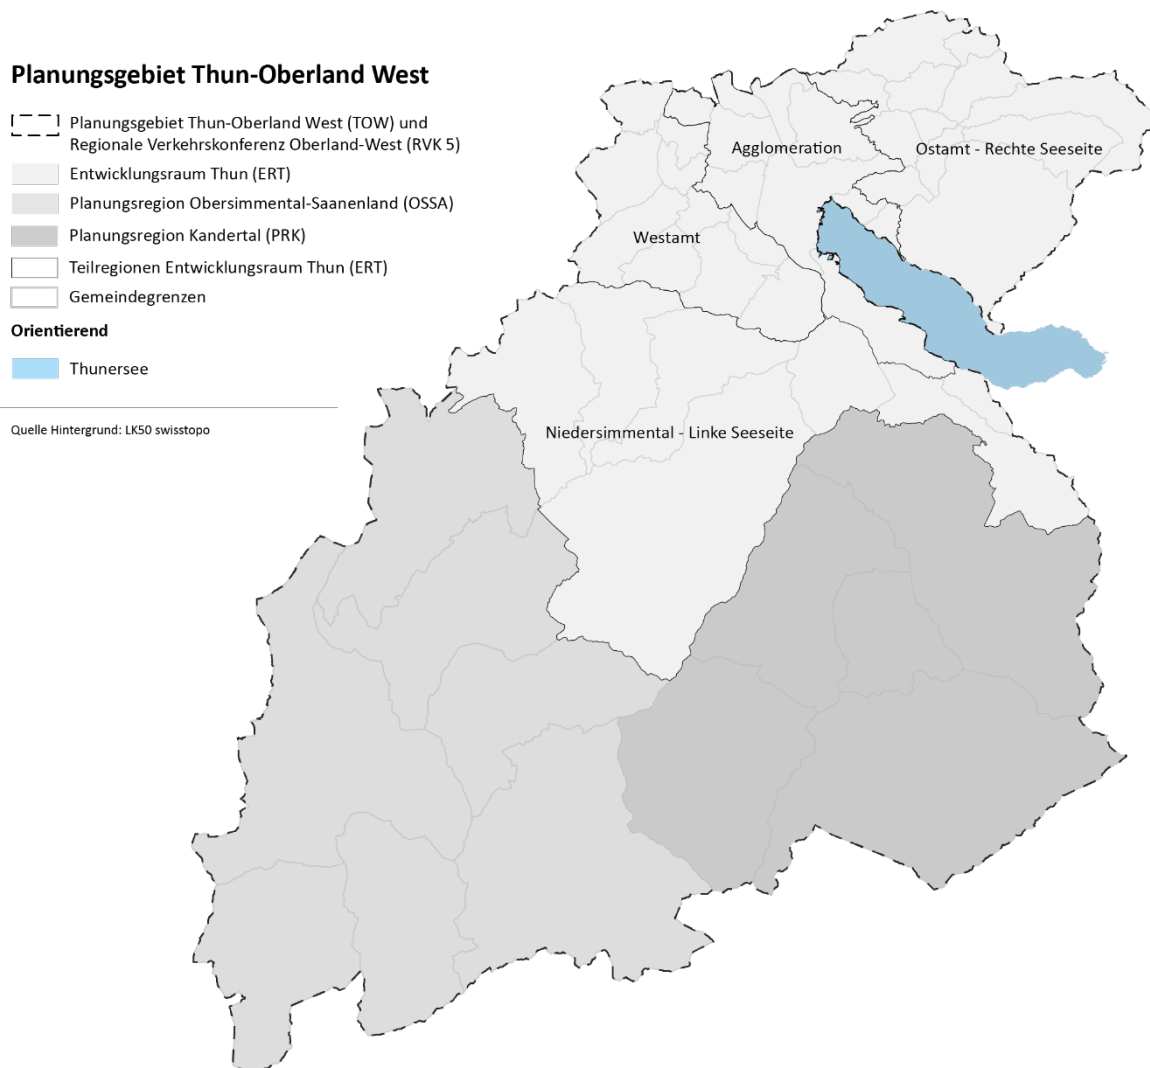 Planungsgebiet Thun-Oberland West
Planungsgebiet Thun-Oberland West (TOW) und
Regionale Verkehrskonferenz Oberland-West (RVK 5)
Entwicklungsraum Thun (ERT)
Planungsregion Obersimmental-Saanenland (OSSA)
Planungsregion Kandertal (PRK)
Teilregionen Entwicklungsraum Thun (ERT)
Gemeindegrenzen
Orientierend
Thunersee
Quelle Hintergrund: LK50 swisstopo
Agglomeration
Ostamt - Rechte Seeseite
Westamt
Niedersimmental - Linke Seeseite